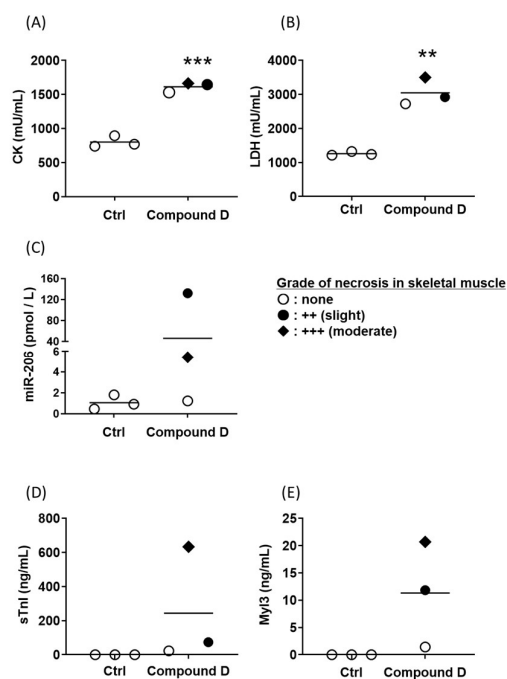 (A)
(B)
***
**
CK (mU/mL)
2000
1500
1000
500
0
Ctrl Compound D
LDH (mU/mL)
4000
3000
2000
1000
0
Ctrl Compound D
(C)
miR-206 (pmol / L)
160
120
80
40
6
4
2
0
Ctrl Compound D
Grade of necrosis in skeletal muscle
: none
: ++ (slight)
: +++ (moderate)
(D)
(E)
sTnI (ng/mL)
800
600
400
200
0
Ctrl Compound D
Myl3 (ng/mL)
25
20
15
10
5
0
Ctrl Compound D